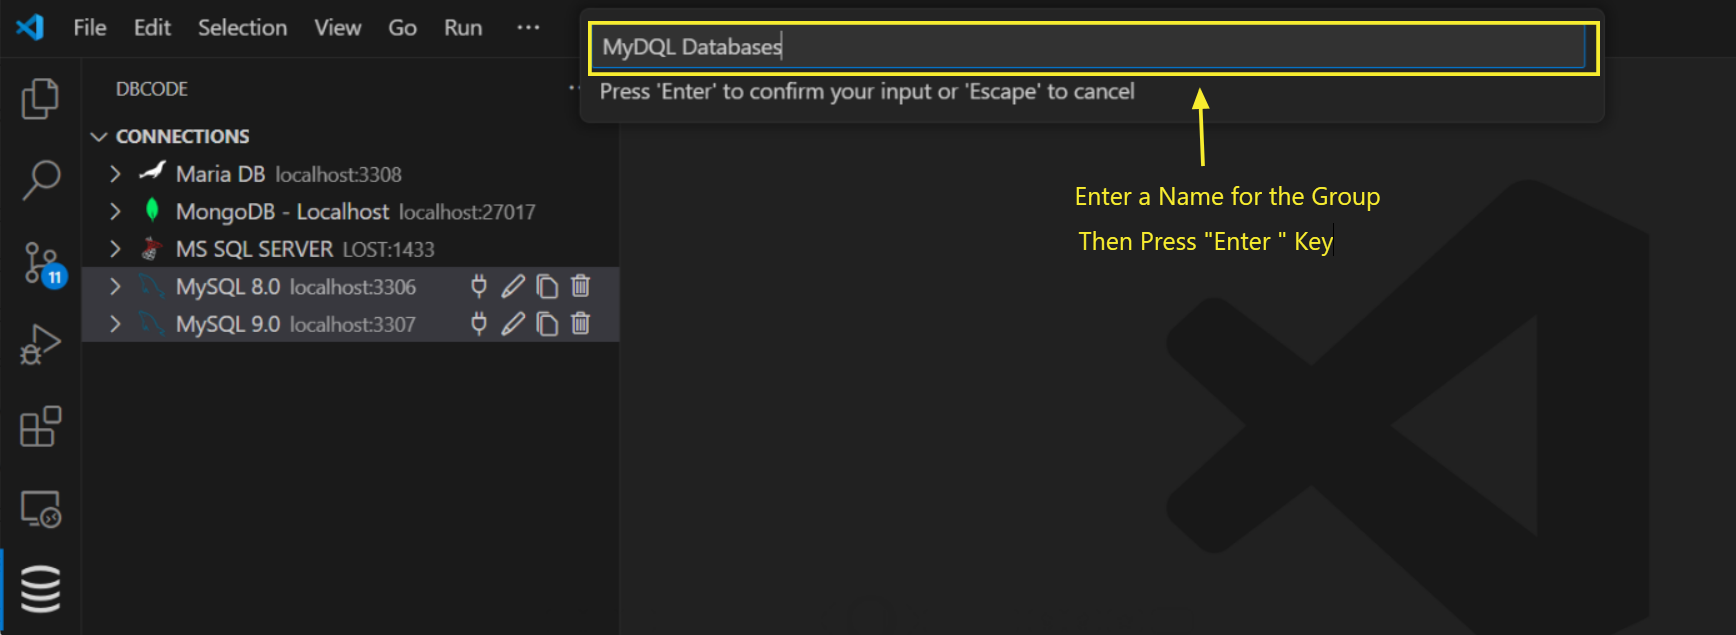 File Edit Selection View Go Run ...
MyDQL Databases
Press 'Enter' to confirm your input or 'Escape' to cancel
DBCODE
CONNECTIONS
Maria DB localhost:3308
MongoDB - Localhost localhost:27017
MS SQL SERVER LOST:1433
MySQL 8.0 localhost:3306
MySQL 9.0 localhost:3307
11
Enter a Name for the Group
Then Press "Enter " Key